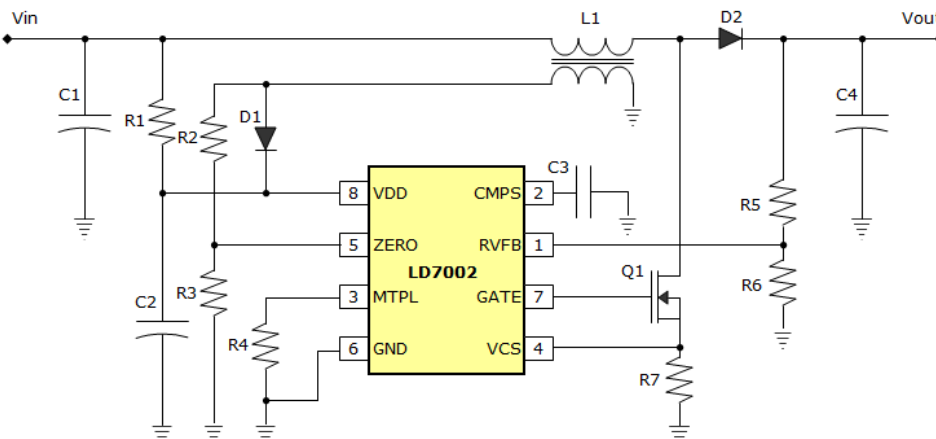 Vin
L1
D2
Vout
C1
R1
R2
D1
C4
C3
R5
8 VDD
CMPS 2
5 ZERO
RVFB 1
LD7002
Q1
R6
C2
R3
3 MTPL
GATE 7
R4
6 GND
VCS 4
R7